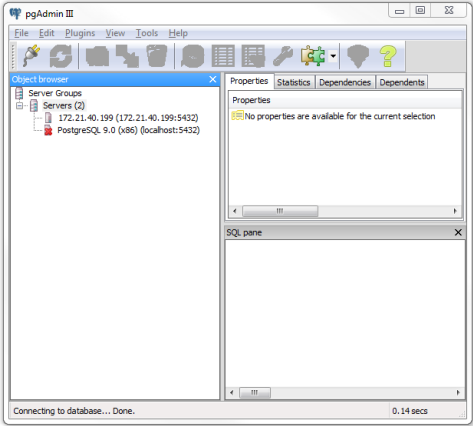 pgAdmin III
File Edit Plugins View Tools Help
Object browser
Server Groups
Servers (2)
172.21.40.199 (172.21.40.199:5432)
PostgreSQL 9.0 (x86) (localhost:5432)
Properties Statistics Dependencies Dependents
Properties
No properties are available for the current selection
SQL pane
Connecting to database... Done.
0.14 secs